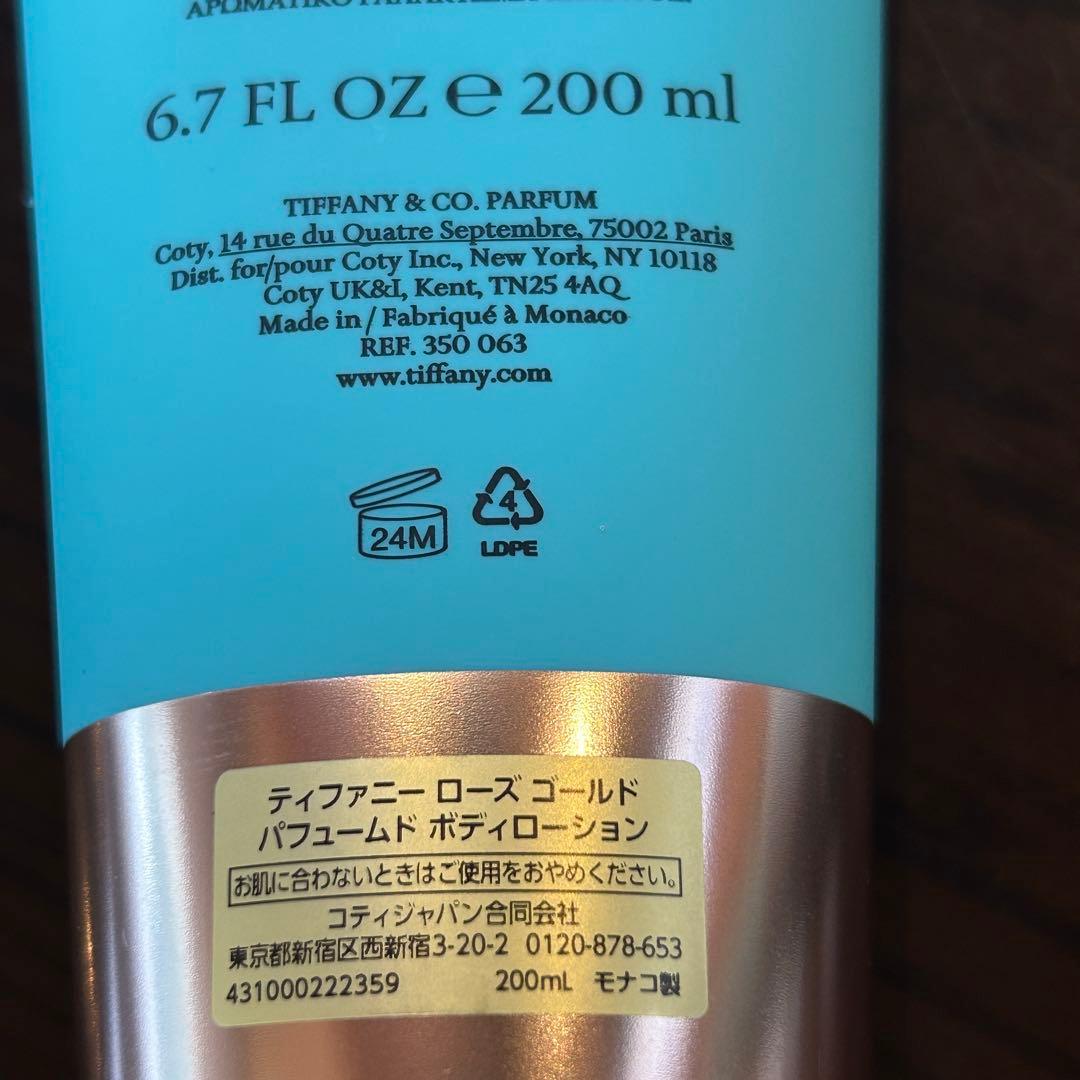 6.7 FL OZ e 200 ml
TIFFANY & CO. PARFUM
Coty, 14 rue du Quatre Septembre, 75002 Paris
Dist. for/pour Coty Inc., New York, NY 10118
Coty UK&I, Kent, TN25 4AQ
Made in / Fabriqué à Monaco
REF. 350 063
www.tiffany.com
24M
4
LDPE
ティファニー ローズ ゴールド
パフュームド ボディローション
お肌に合わないときはご使用をおやめください。
コティジャパン合同会社
東京都新宿区西新宿3-20-2 0120-878-653
431000222359 200mL モナコ製